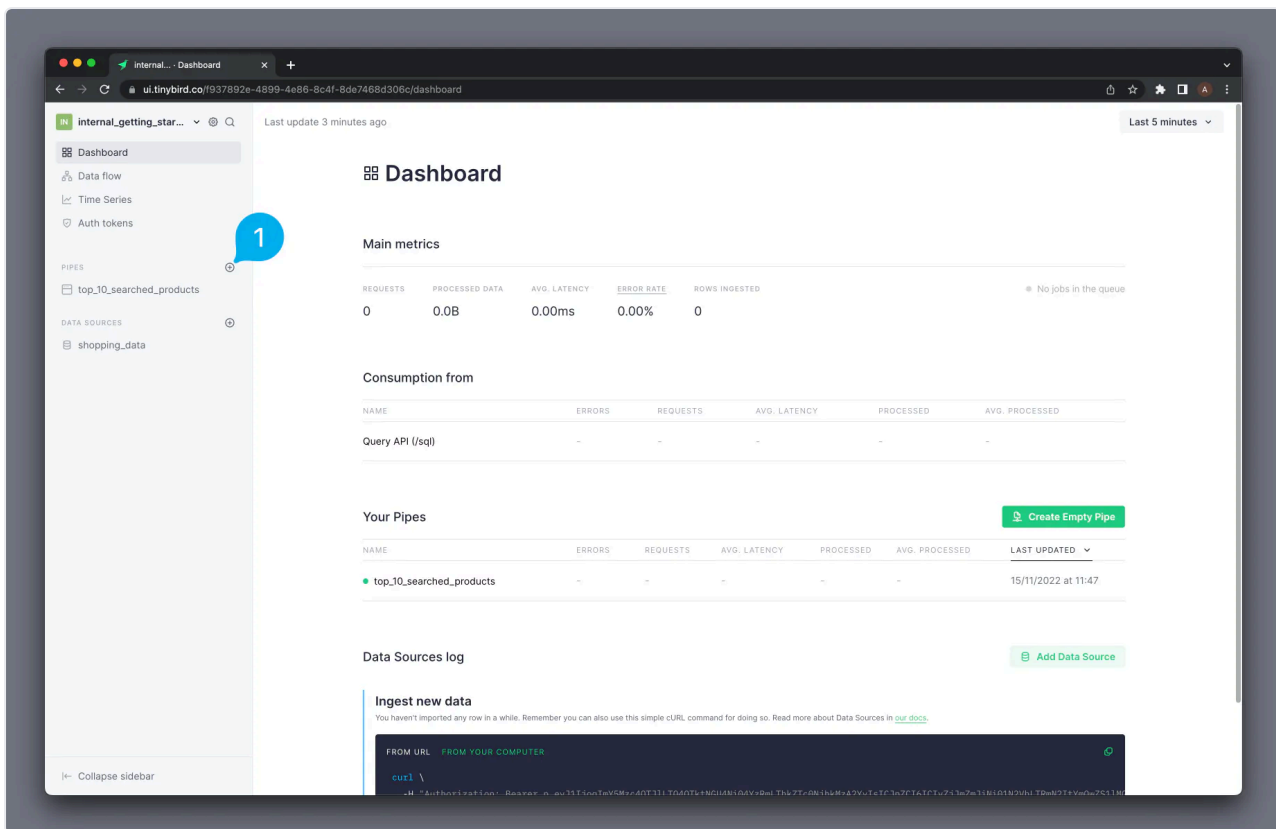 internal... · Dashboard
ui.tinybird.co/f937892e-4899-4e86-8c4f-8de7468d306c/dashboard
A
IN internal_getting_star...
Last update 3 minutes ago
Last 5 minutes
Dashboard
Data flow
Time Series
Auth tokens
1
PIPES
top_10_searched_products
DATA SOURCES
shopping_data
Collapse sidebar
Dashboard
Main metrics
REQUESTS PROCESSED DATA AVG. LATENCY ERROR RATE ROWS INGESTED
No jobs in the queue
0 0.0B 0.00ms 0.00% 0
Consumption from
NAME ERRORS REQUESTS AVG. LATENCY PROCESSED AVG. PROCESSED
Query API (/sql) - - - - -
Your Pipes
Create Empty Pipe
NAME ERRORS REQUESTS AVG. LATENCY PROCESSED AVG. PROCESSED LAST UPDATED
top_10_searched_products - - - - - 15/11/2022 at 11:47
Data Sources log
Add Data Source
Ingest new data
You haven't imported any row in a while. Remember you can also use this simple cURL command for doing so. Read more about Data Sources in our docs.
FROM URL FROM YOUR COMPUTER
curl \
-H "Authorization: Bearer